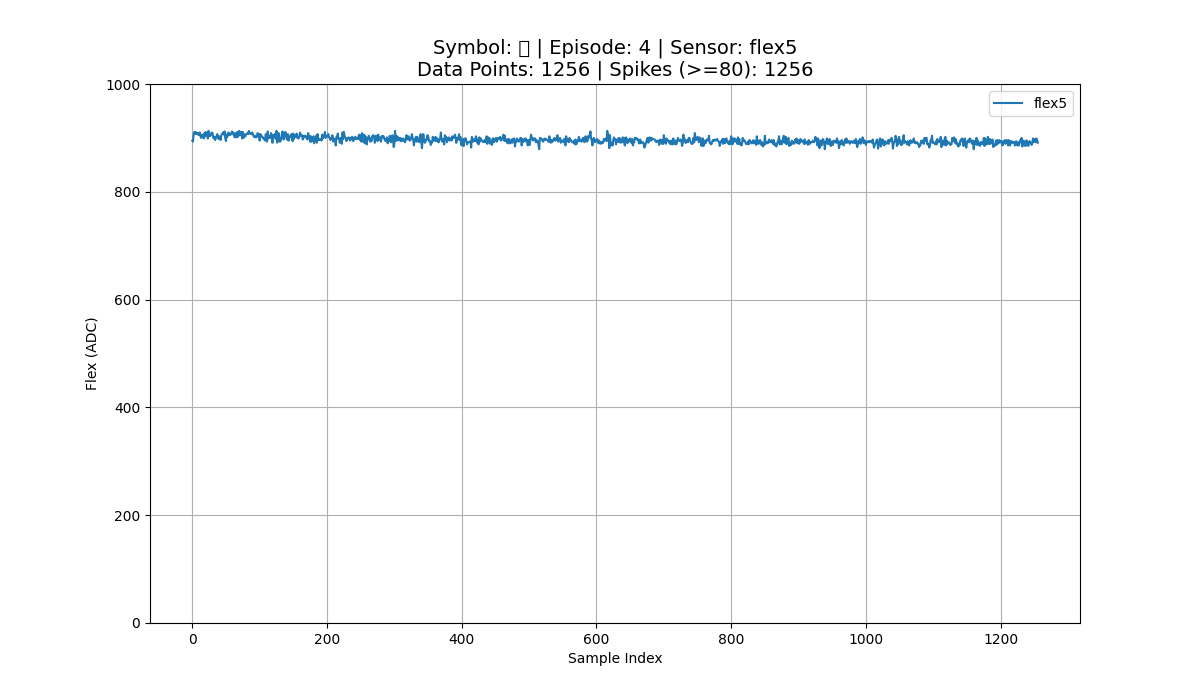 Symbol: | Episode: 4 | Sensor: flex5
Data Points: 1256 | Spikes (>=80): 1256
flex5
1000
800
600
400
200
0
Flex (ADC)
0 200 400 600 800 1000 1200
Sample Index